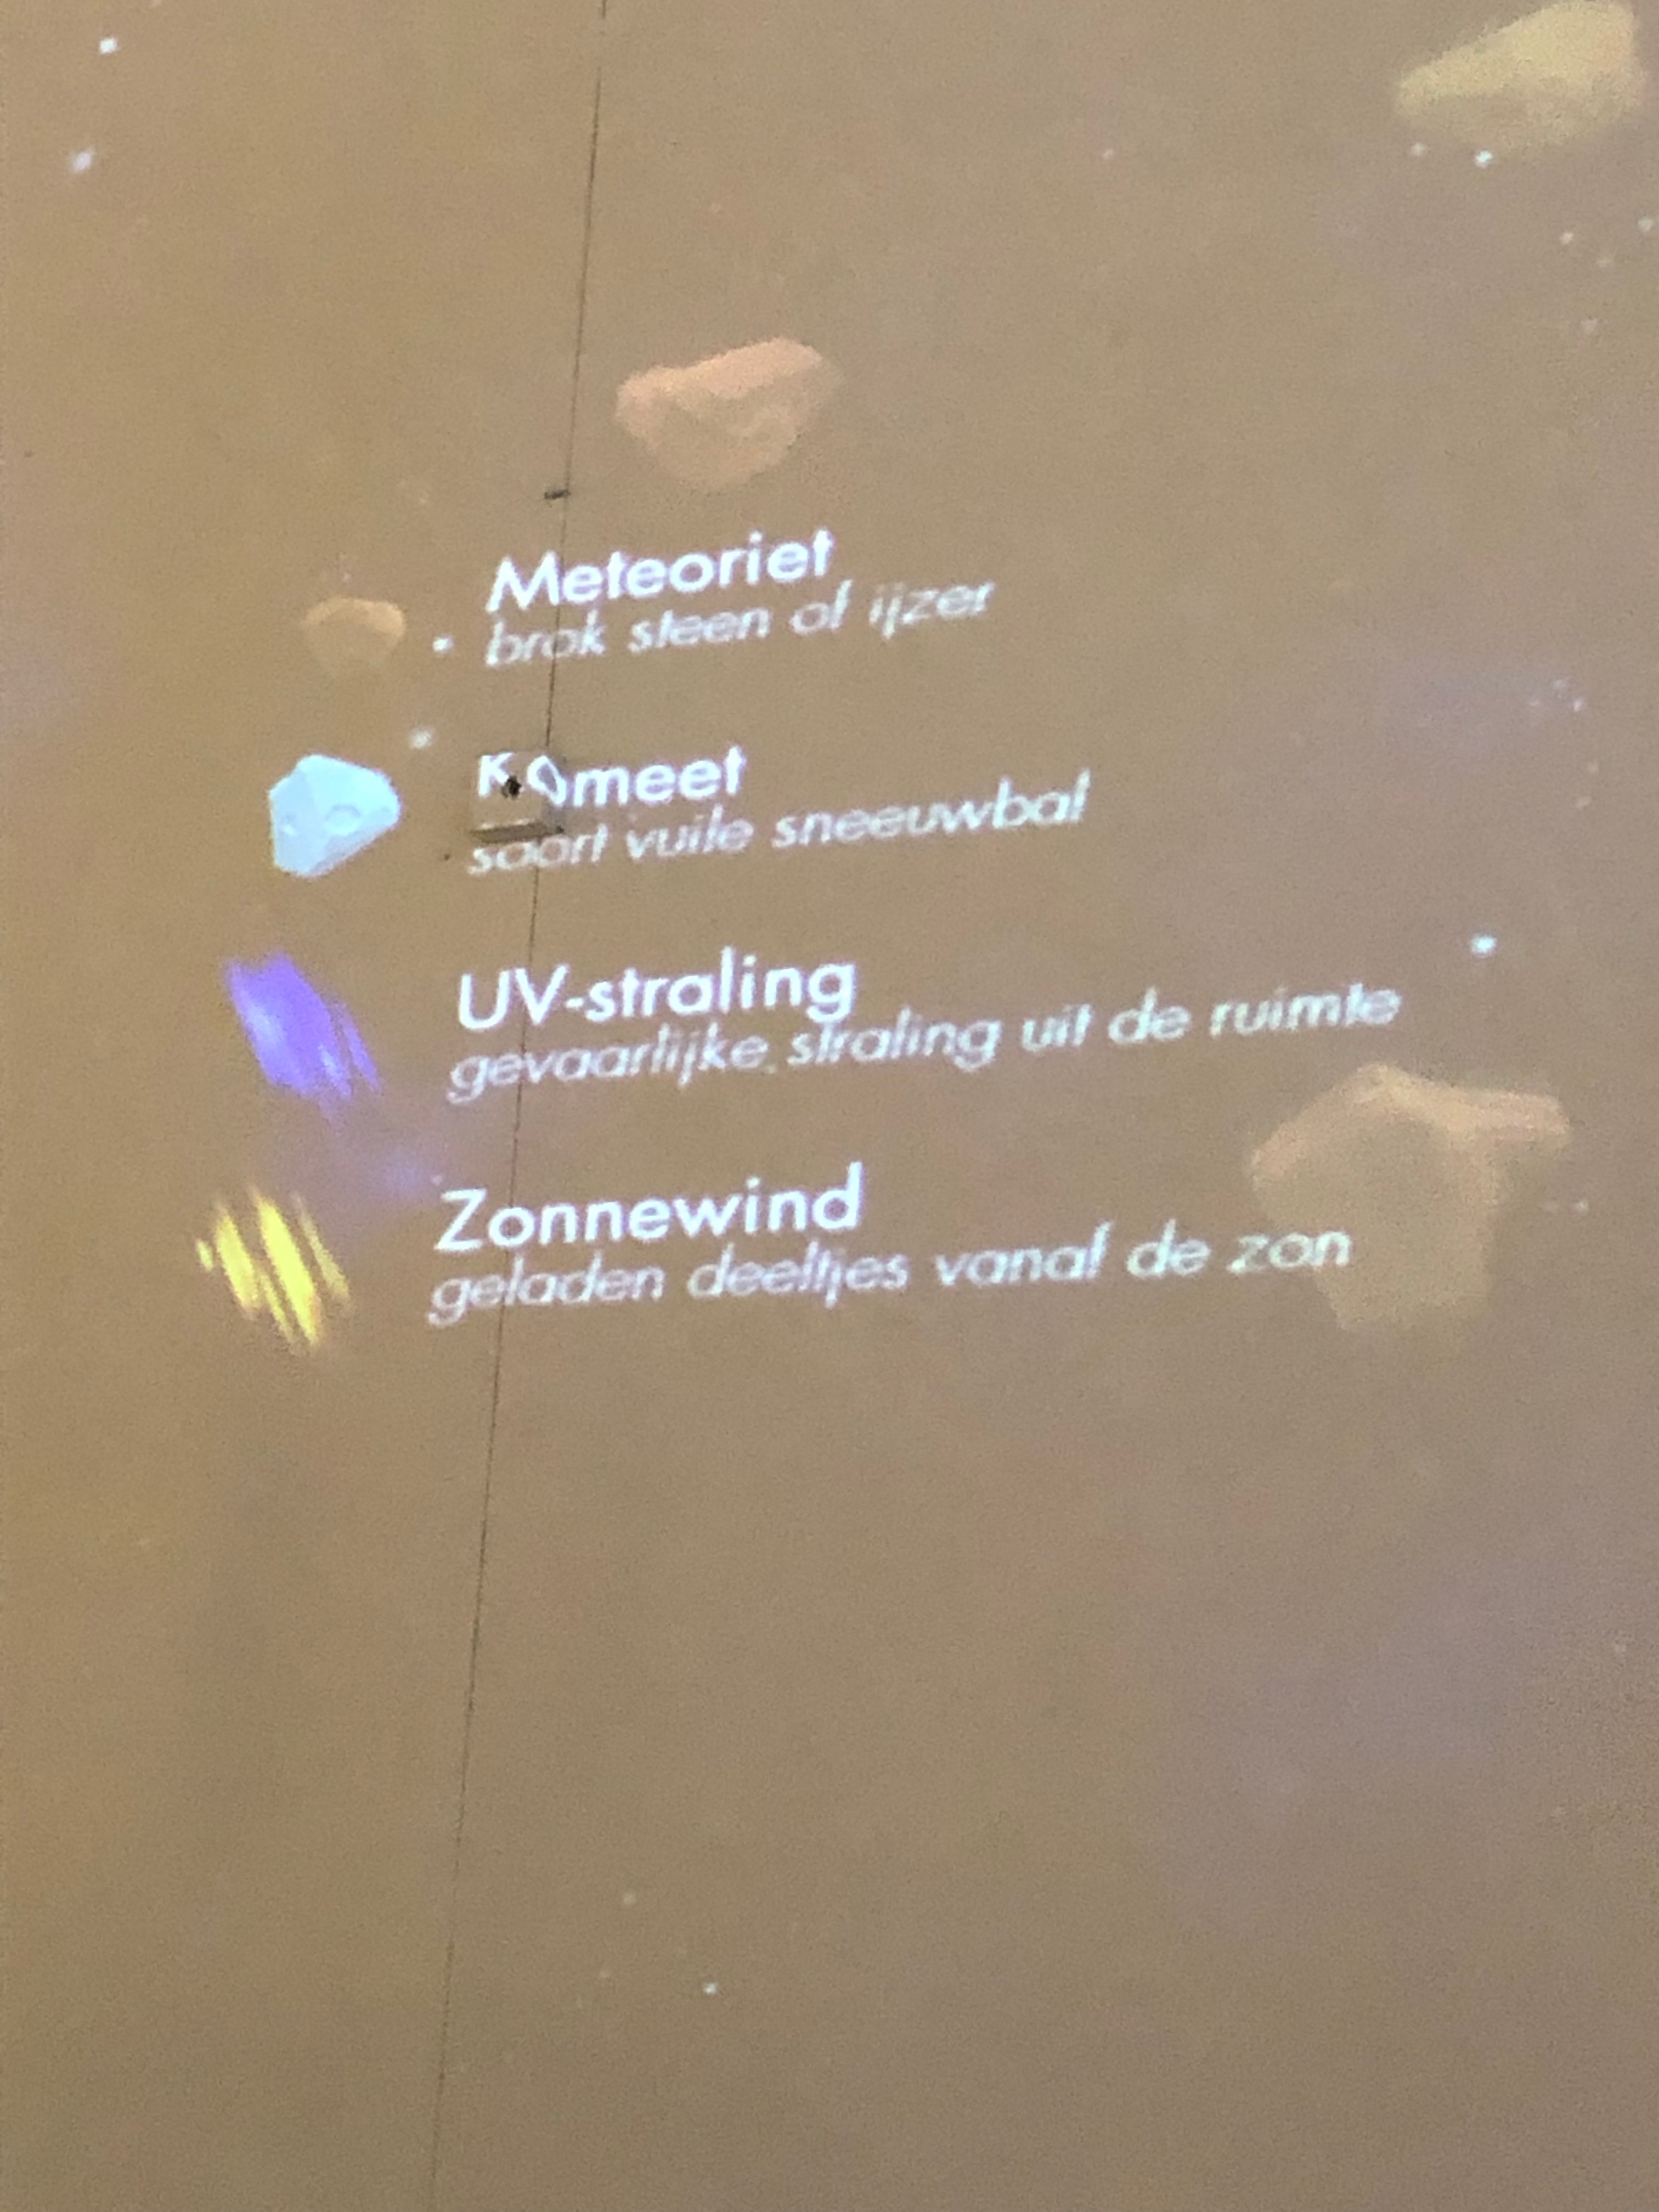 Meteoriet
brok steen of ijzer
Komeet
soort vuile sneeuwbal
UV-straling
gevaarlijke straling uit de ruimte
Zonnewind
geladen deeltjes vanaf de zon